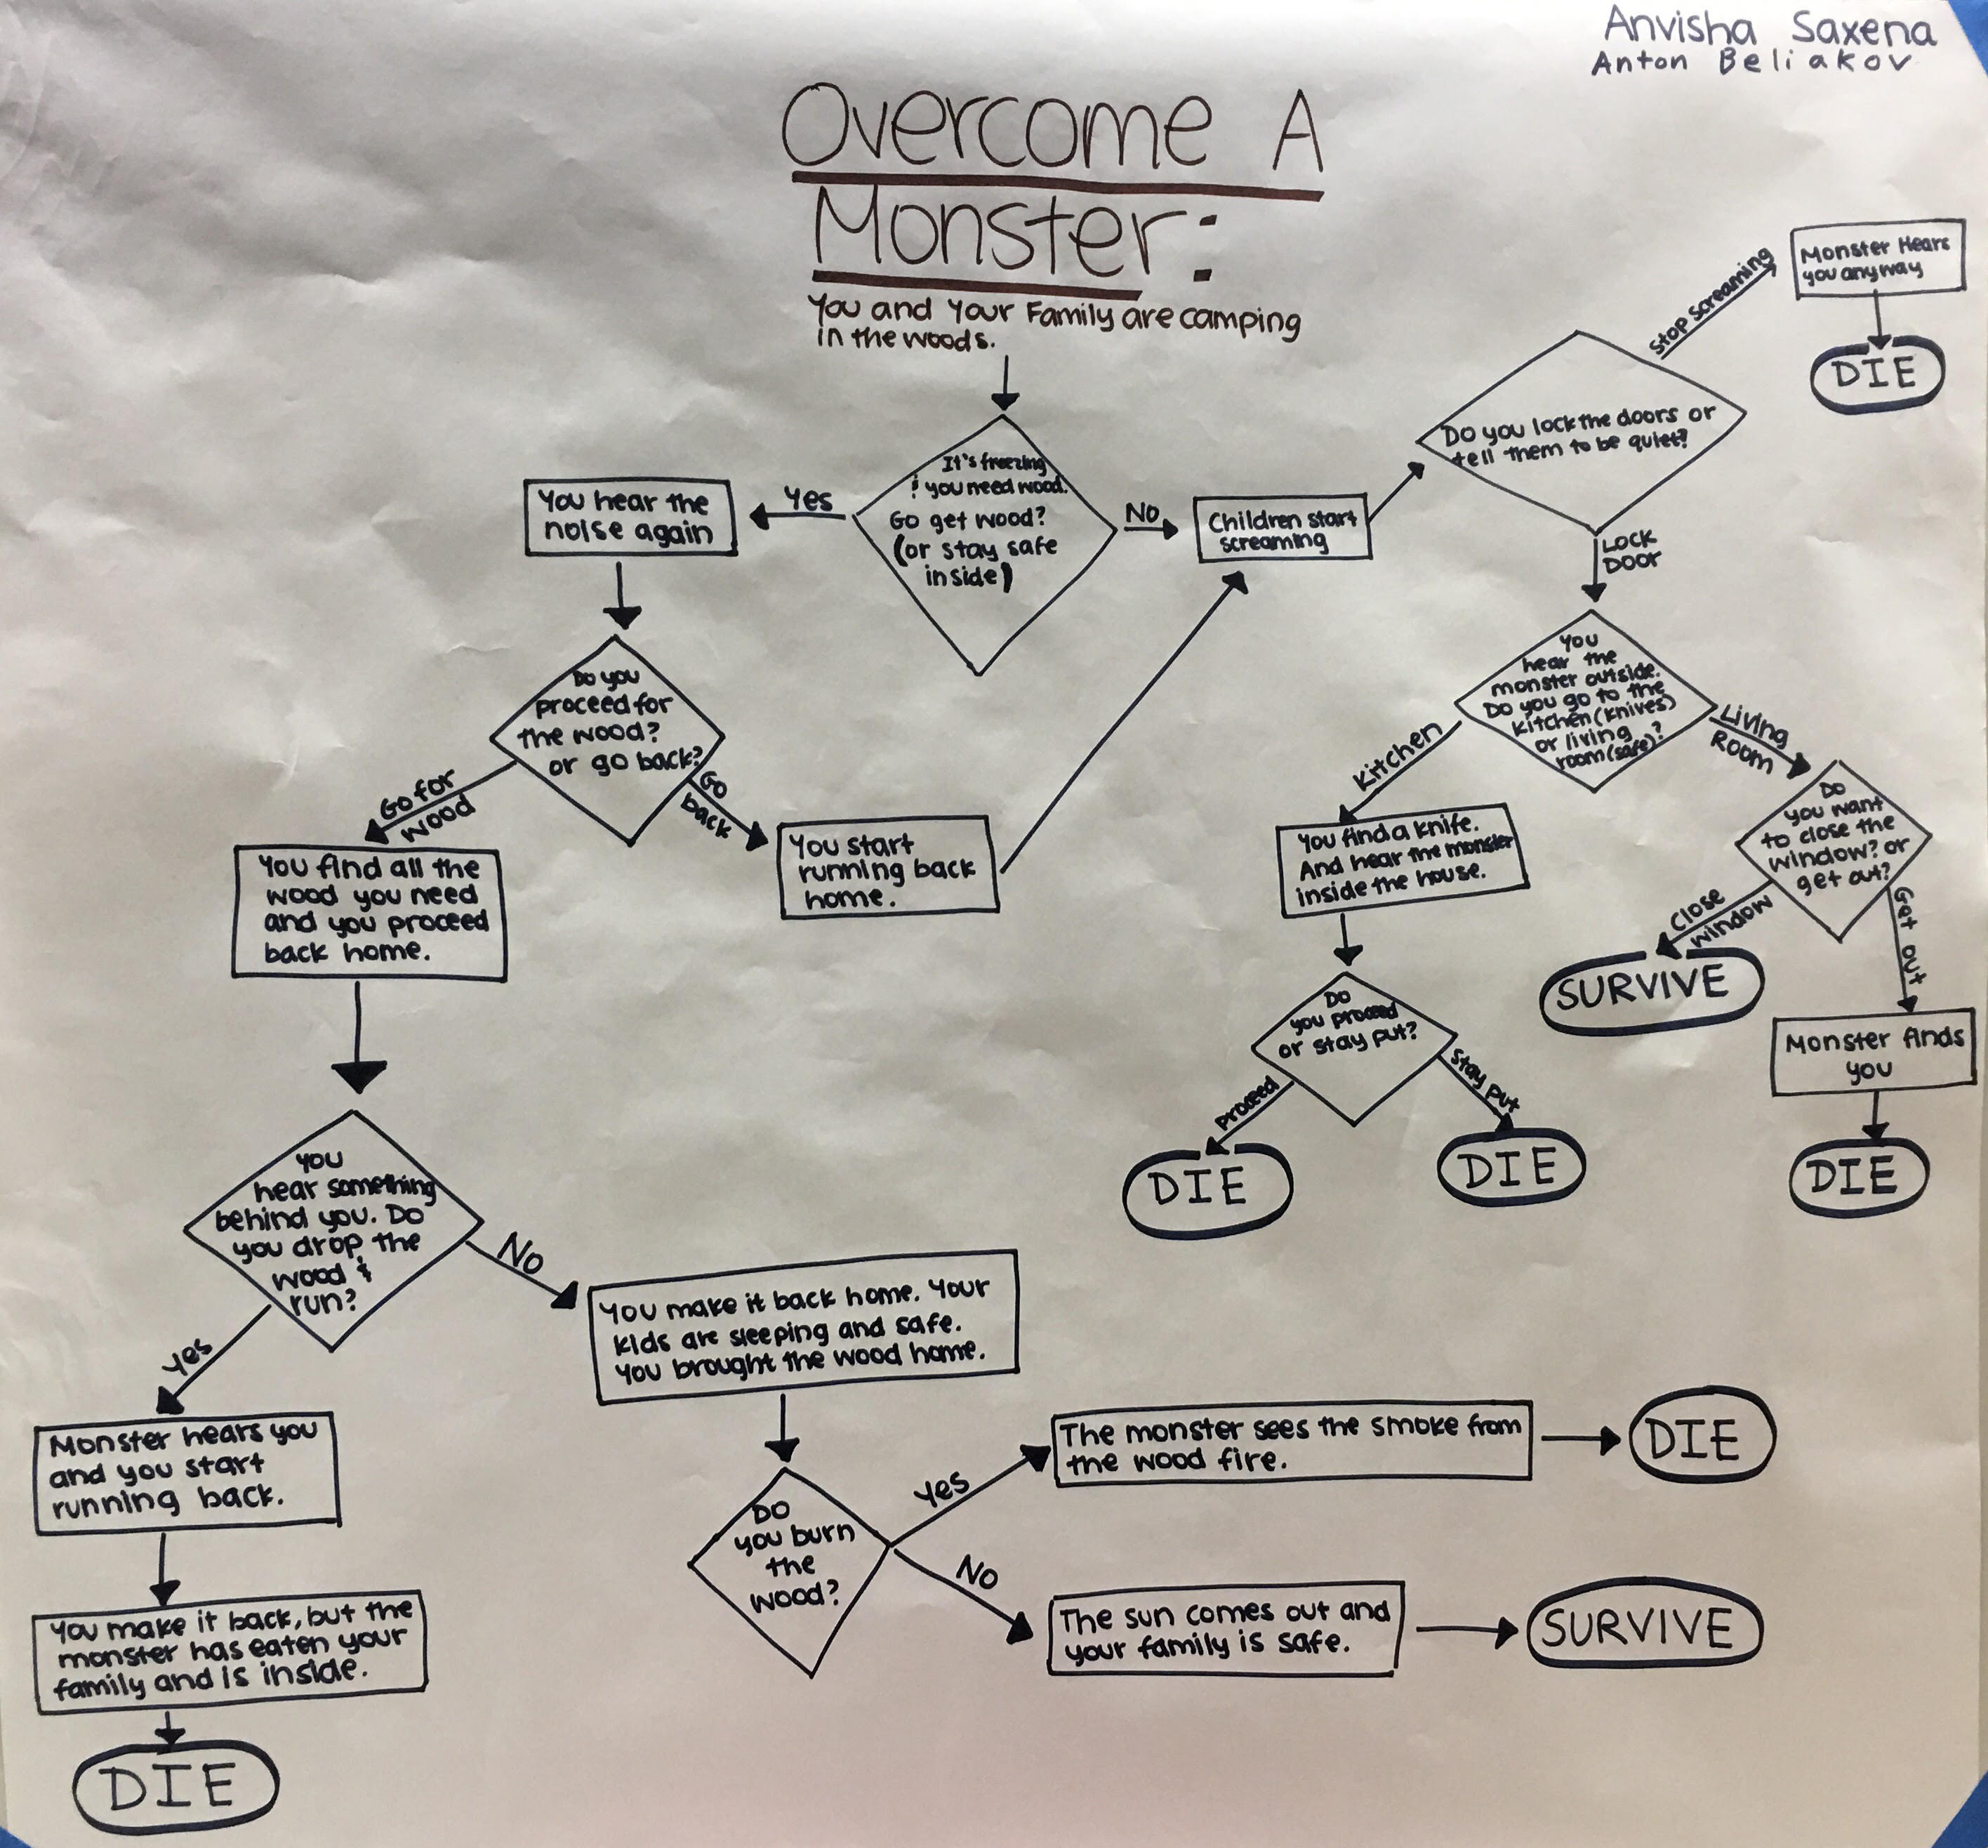 Anvisha Saxena
Anton Beliakov
Overcome A
Monster:
You and Your Family are camping
in the woods.
It's freezing
& you need wood.
Go get wood?
(or stay safe
inside)
Yes
You hear the
noise again
No
Children start
screaming
Do you lock the doors or
tell them to be quiet?
Stop screaming
Monster Hears
you anyway
DIE
LOCK
DOOR
You
hear the
monster outside.
Do you go to the
kitchen (knives)
or living
room (safe)?
Kitchen
Living
Room
You find a knife.
And hear the monster
inside the house.
Do
you proceed
or stay put?
Proceed
DIE
Stay put
DIE
Do
you want
to close the
window? or
get out?
Close
window
SURVIVE
Get out
Monster finds
you
DIE
Do you
proceed for
the wood?
or go back?
Go for
wood
Go
back
You start
running back
home.
You find all the
wood you need
and you proceed
back home.
You
hear something
behind you. Do
you drop the
wood &
run?
Yes
Monster hears you
and you start
running back.
You make it back, but the
monster has eaten your
family and is inside.
DIE
No
You make it back home. Your
kids are sleeping and safe.
You brought the wood home.
Do
you burn
the
wood?
Yes
The monster sees the smoke from
the wood fire.
DIE
No
The sun comes out and
your family is safe.
SURVIVE